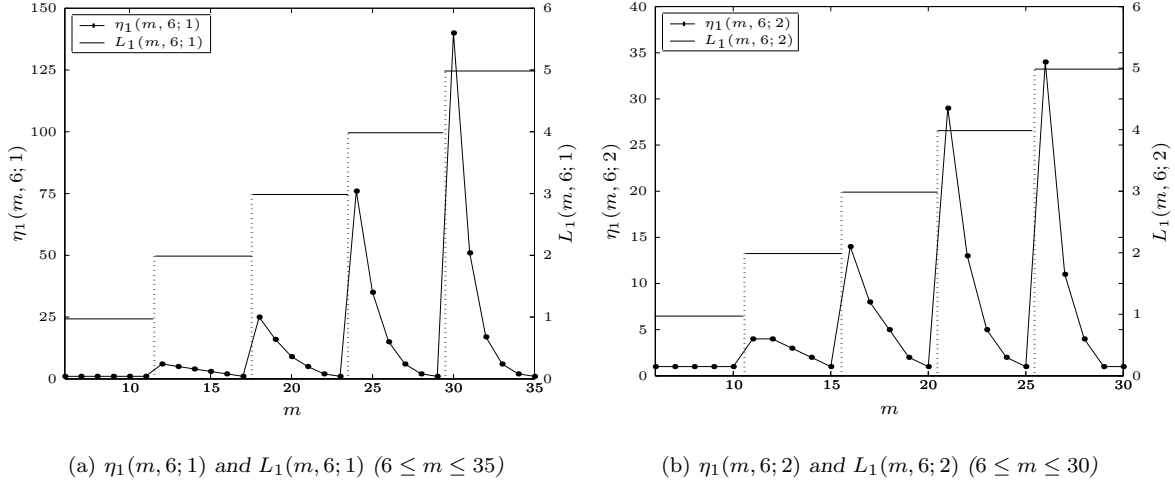 150
125
100
75
50
25
0
η₁(m, 6; 1)
η₁(m, 6; 1)
L₁(m, 6; 1)
6
5
4
3
2
1
0
L₁(m, 6; 1)
10 15 20 25 30 35
m
(a) η₁(m, 6; 1) and L₁(m, 6; 1) (6 ≤ m ≤ 35)
40
35
30
25
20
15
10
5
0
η₁(m, 6; 2)
η₁(m, 6; 2)
L₁(m, 6; 2)
6
5
4
3
2
1
0
L₁(m, 6; 2)
10 15 20 25 30
m
(b) η₁(m, 6; 2) and L₁(m, 6; 2) (6 ≤ m ≤ 30)